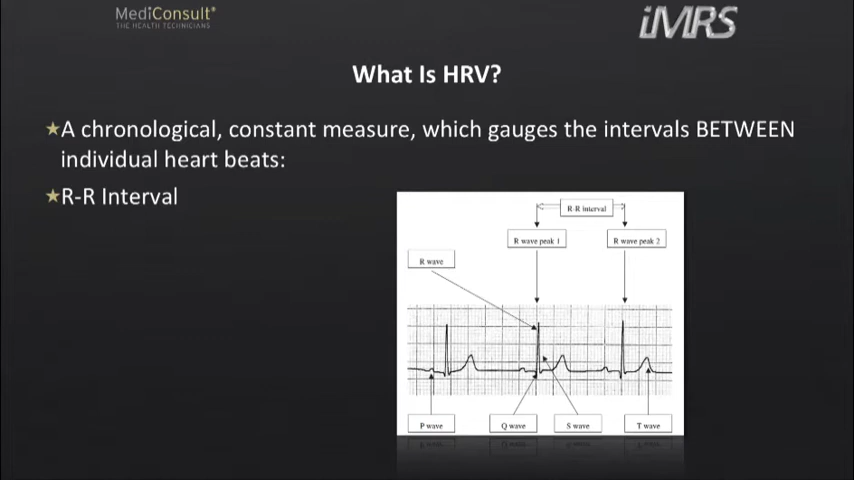 MediConsult®
THE HEALTH TECHNICIANS
iMRS
What Is HRV?
★A chronological, constant measure, which gauges the intervals BETWEEN
individual heart beats:
★R-R Interval
R-R interval
R wave peak 1
R wave peak 2
R wave
P wave
Q wave
S wave
T wave